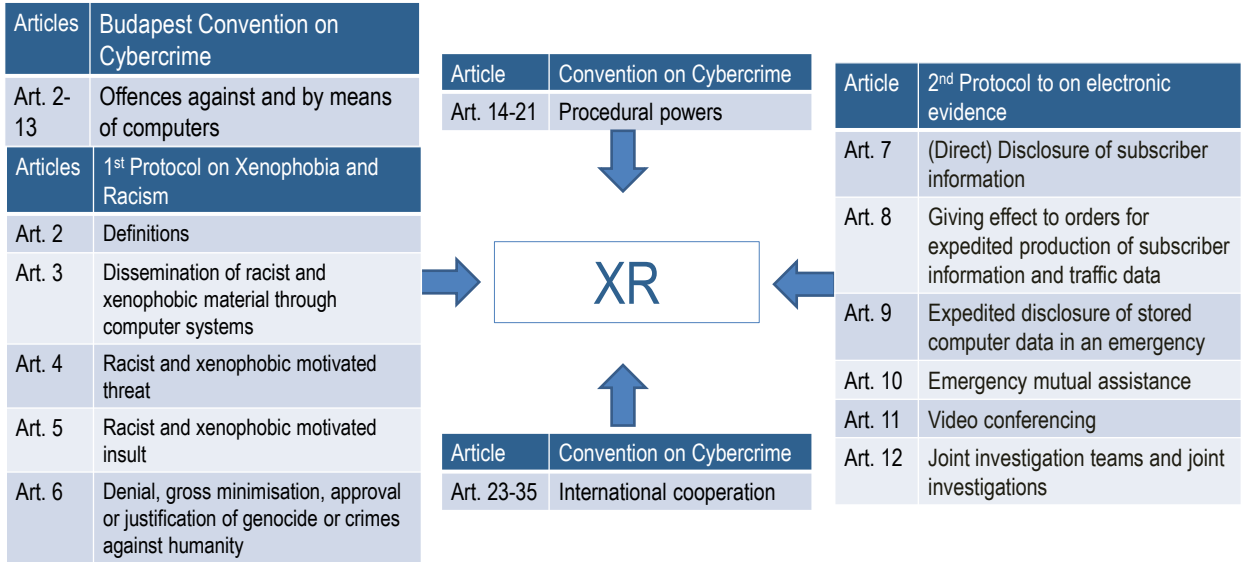 Articles Budapest Convention on
Cybercrime
Art. 2- Offences against and by means
13 of computers
Articles 1st Protocol on Xenophobia and
Racism
Art. 2 Definitions
Art. 3 Dissemination of racist and
xenophobic material through
computer systems
Art. 4 Racist and xenophobic motivated
threat
Art. 5 Racist and xenophobic motivated
insult
Art. 6 Denial, gross minimisation, approval
or justification of genocide or crimes
against humanity
Article Convention on Cybercrime
Art. 14-21 Procedural powers
XR
Article Convention on Cybercrime
Art. 23-35 International cooperation
Article 2nd Protocol to on electronic
evidence
Art. 7 (Direct) Disclosure of subscriber
information
Art. 8 Giving effect to orders for
expedited production of subscriber
information and traffic data
Art. 9 Expedited disclosure of stored
computer data in an emergency
Art. 10 Emergency mutual assistance
Art. 11 Video conferencing
Art. 12 Joint investigation teams and joint
investigations